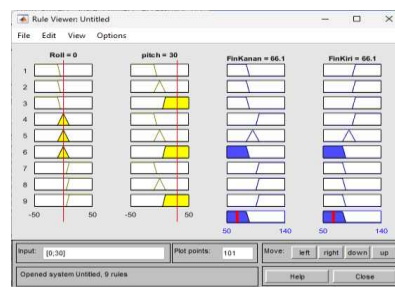 Rule Viewer: Untitled
File Edit View Options
Roll = 0 pitch = 30 FinKanan = 66.1 FinKiri = 66.1
1
2
3
4
5
6
7
8
9
-50 50 -50 50
50 140 50 140
Input: [0;30] Plot points: 101 Move: left right down up
Opened system Untitled, 9 rules Help Close